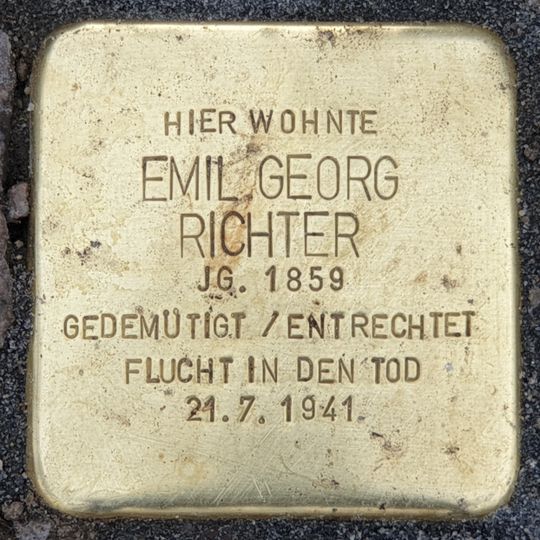 HIER WOHNTE
EMIL GEORG
RICHTER
JG. 1859
GEDEMÜTIGT / ENTRECHTET
FLUCHT IN DEN TOD
21.7.1941